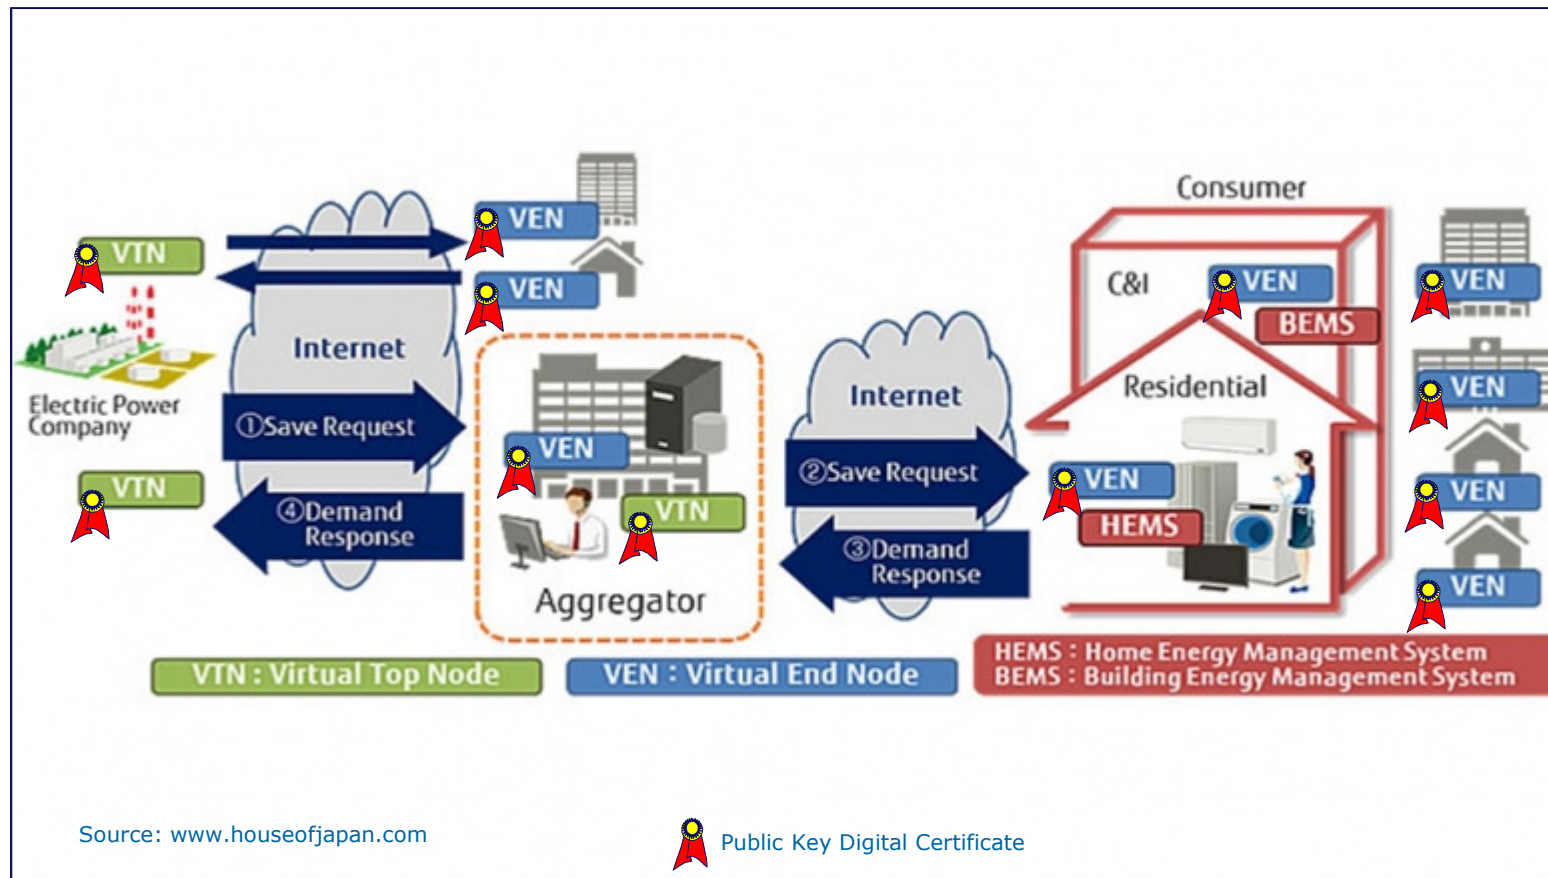 Consumer
VEN
VTN
VEN
C&I
VEN
VEN
BEMS
Internet
VEN
Internet
Residential
Electric Power
Company
①Save Request
VEN
②Save Request
VEN
VTN
④Demand
Response
VTN
HEMS
VEN
③Demand
Response
VEN
Aggregator
VTN : Virtual Top Node
VEN : Virtual End Node
HEMS : Home Energy Management System
BEMS : Building Energy Management System
Source: www.houseofjapan.com
Public Key Digital Certificate